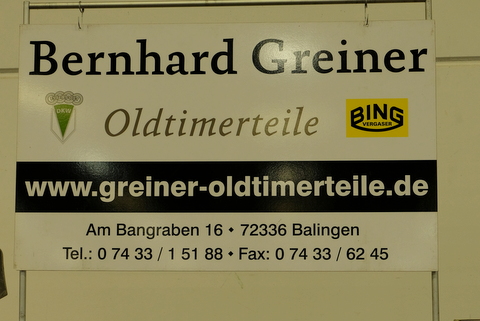 Bernhard Greiner
Oldtimerteile
BING
VERGASER
www.greiner-oldtimerteile.de
Am Bangraben 16 • 72336 Balingen
Tel.: 0 74 33 / 1 51 88 • Fax: 0 74 33 / 62 45